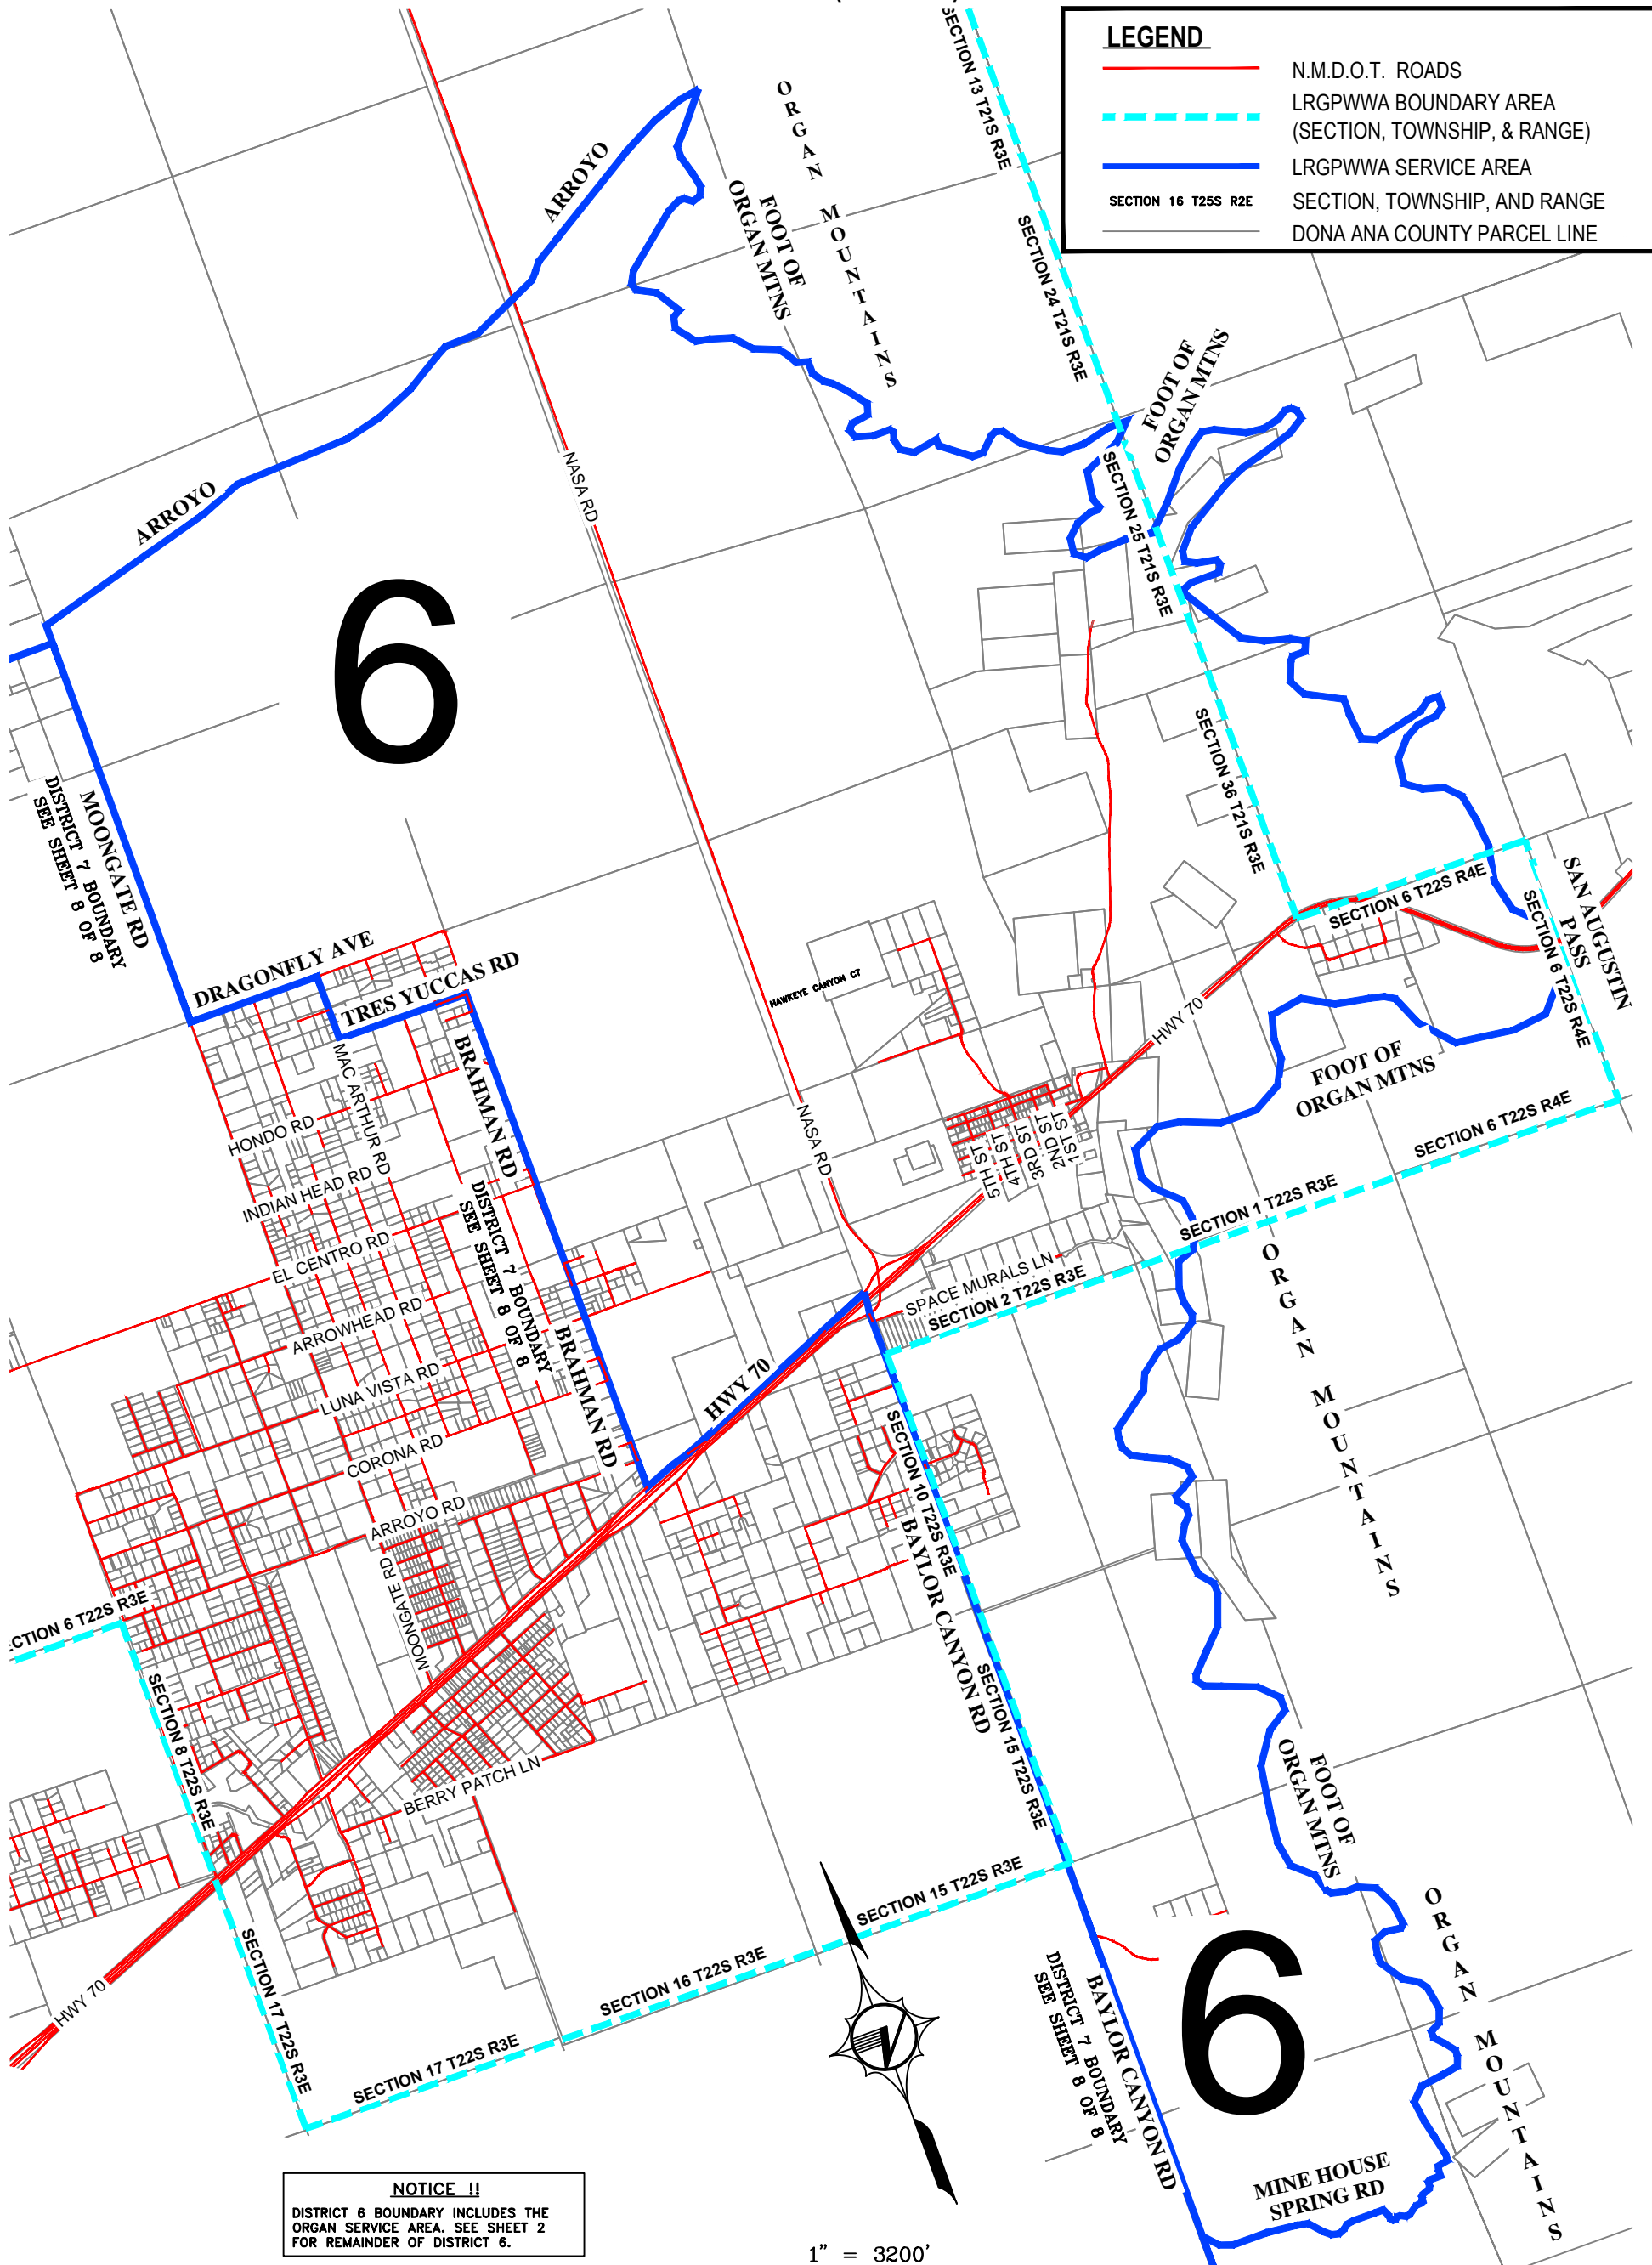 LEGEND
N.M.D.O.T. ROADS
LRGPWWA BOUNDARY AREA
(SECTION, TOWNSHIP, & RANGE)
LRGPWWA SERVICE AREA
SECTION 16 T25S R2E
SECTION, TOWNSHIP, AND RANGE
DONA ANA COUNTY PARCEL LINE
SECTION 13 T21S R3E
ORGAN MOUNTAINS
ARROYO
FOOT OF
ORGAN MTNS
SECTION 24 T21S R3E
FOOT OF
ORGAN MTNS
NASA RD
ARROYO
SECTION 25 T21S R3E
6
SECTION 36 T21S R3E
MOONGATE RD
DISTRICT 7 BOUNDARY
SEE SHEET 8 OF 8
SECTION 6 T22S R4E
SAN AUGUSTIN
PASS
SECTION 6 T22S R4E
DRAGONFLY AVE
TRES YUCCAS RD
HAWKEYE CANYON CT
HWY 70
MAC ARTHUR RD
BRAHMAN RD
FOOT OF
ORGAN MTNS
HONDO RD
NASA RD
5TH ST
4TH ST
3RD ST
2ND ST
1ST ST
SECTION 6 T22S R4E
INDIAN HEAD RD
SECTION 1 T22S R3E
EL CENTRO RD
DISTRICT 7 BOUNDARY
SEE SHEET 8 OF 8
SPACE MURALS LN
SECTION 2 T22S R3E
ORGAN MOUNTAINS
ARROWHEAD RD
BRAHMAN RD
HWY 70
LUNA VISTA RD
CORONA RD
SECTION 10 T22S R3E
ARROYO RD
MOONGATE RD
BAYLOR CANYON RD
CTION 6 T22S R3E
SECTION 8 T22S R3E
SECTION 15 T22S R3E
BERRY PATCH LN
FOOT OF
ORGAN MTNS
SECTION 15 T22S R3E
ORGAN MOUNTAINS
SECTION 17 T22S R3E
HWY 70
SECTION 16 T22S R3E
SECTION 17 T22S R3E
DISTRICT 7 BOUNDARY
SEE SHEET 8 OF 8
BAYLOR CANYON RD
6
MINE HOUSE
SPRING RD
NOTICE !!
DISTRICT 6 BOUNDARY INCLUDES THE
ORGAN SERVICE AREA. SEE SHEET 2
FOR REMAINDER OF DISTRICT 6.
1" = 3200'